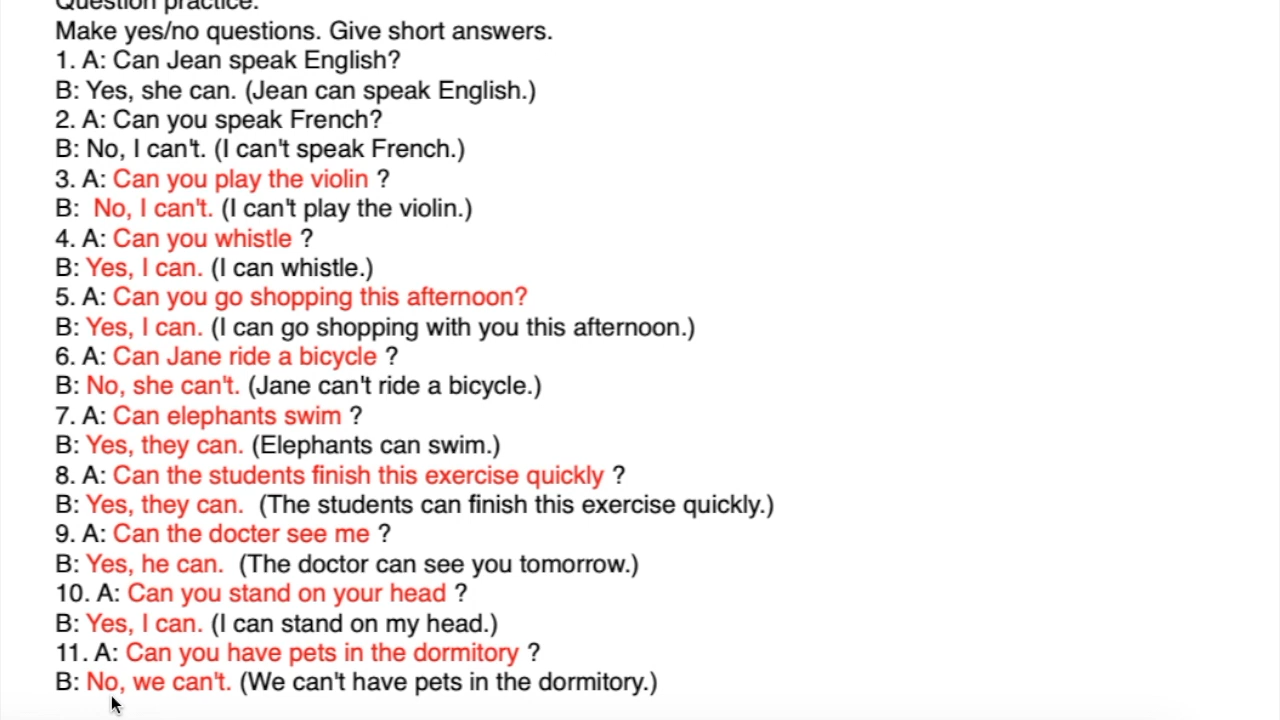 Question practice.
Make yes/no questions. Give short answers.
1. A: Can Jean speak English?
B: Yes, she can. (Jean can speak English.)
2. A: Can you speak French?
B: No, I can't. (I can't speak French.)
3. A: Can you play the violin ?
B:  No, I can't. (I can't play the violin.)
4. A: Can you whistle ?
B: Yes, I can. (I can whistle.)
5. A: Can you go shopping this afternoon?
B: Yes, I can. (I can go shopping with you this afternoon.)
6. A: Can Jane ride a bicycle ?
B: No, she can't. (Jane can't ride a bicycle.)
7. A: Can elephants swim ?
B: Yes, they can. (Elephants can swim.)
8. A: Can the students finish this exercise quickly ?
B: Yes, they can.  (The students can finish this exercise quickly.)
9. A: Can the docter see me ?
B: Yes, he can.  (The doctor can see you tomorrow.)
10. A: Can you stand on your head ?
B: Yes, I can. (I can stand on my head.)
11. A: Can you have pets in the dormitory ?
B: No, we can't. (We can't have pets in the dormitory.)